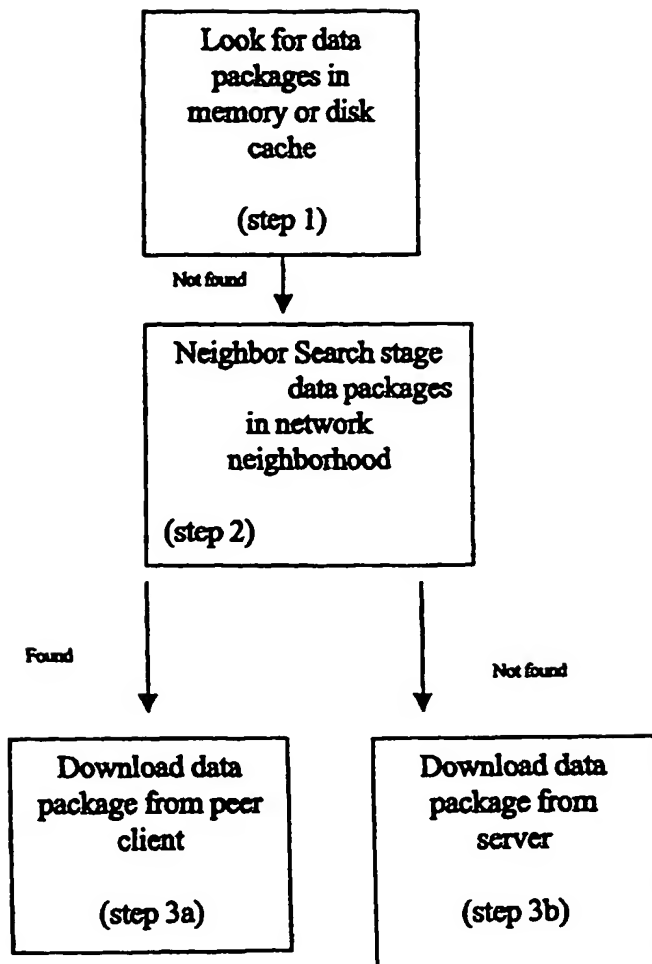 Look for data
packages in
memory or disk
cache
(step 1)
Not found
Neighbor Search stage
data packages
in network
neighborhood
(step 2)
Found
Not found
Download data
package from peer
client
(step 3a)
Download data
package from
server
(step 3b)